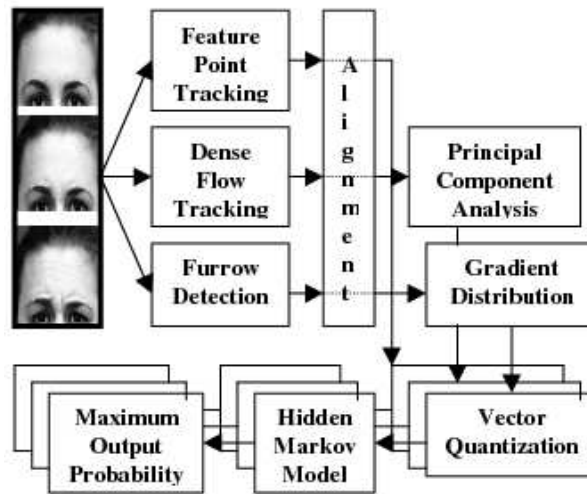 Feature
Point
Tracking
Dense
Flow
Tracking
Furrow
Detection
Alignment
Principal
Component
Analysis
Gradient
Distribution
Maximum
Output
Probability
Hidden
Markov
Model
Vector
Quantization